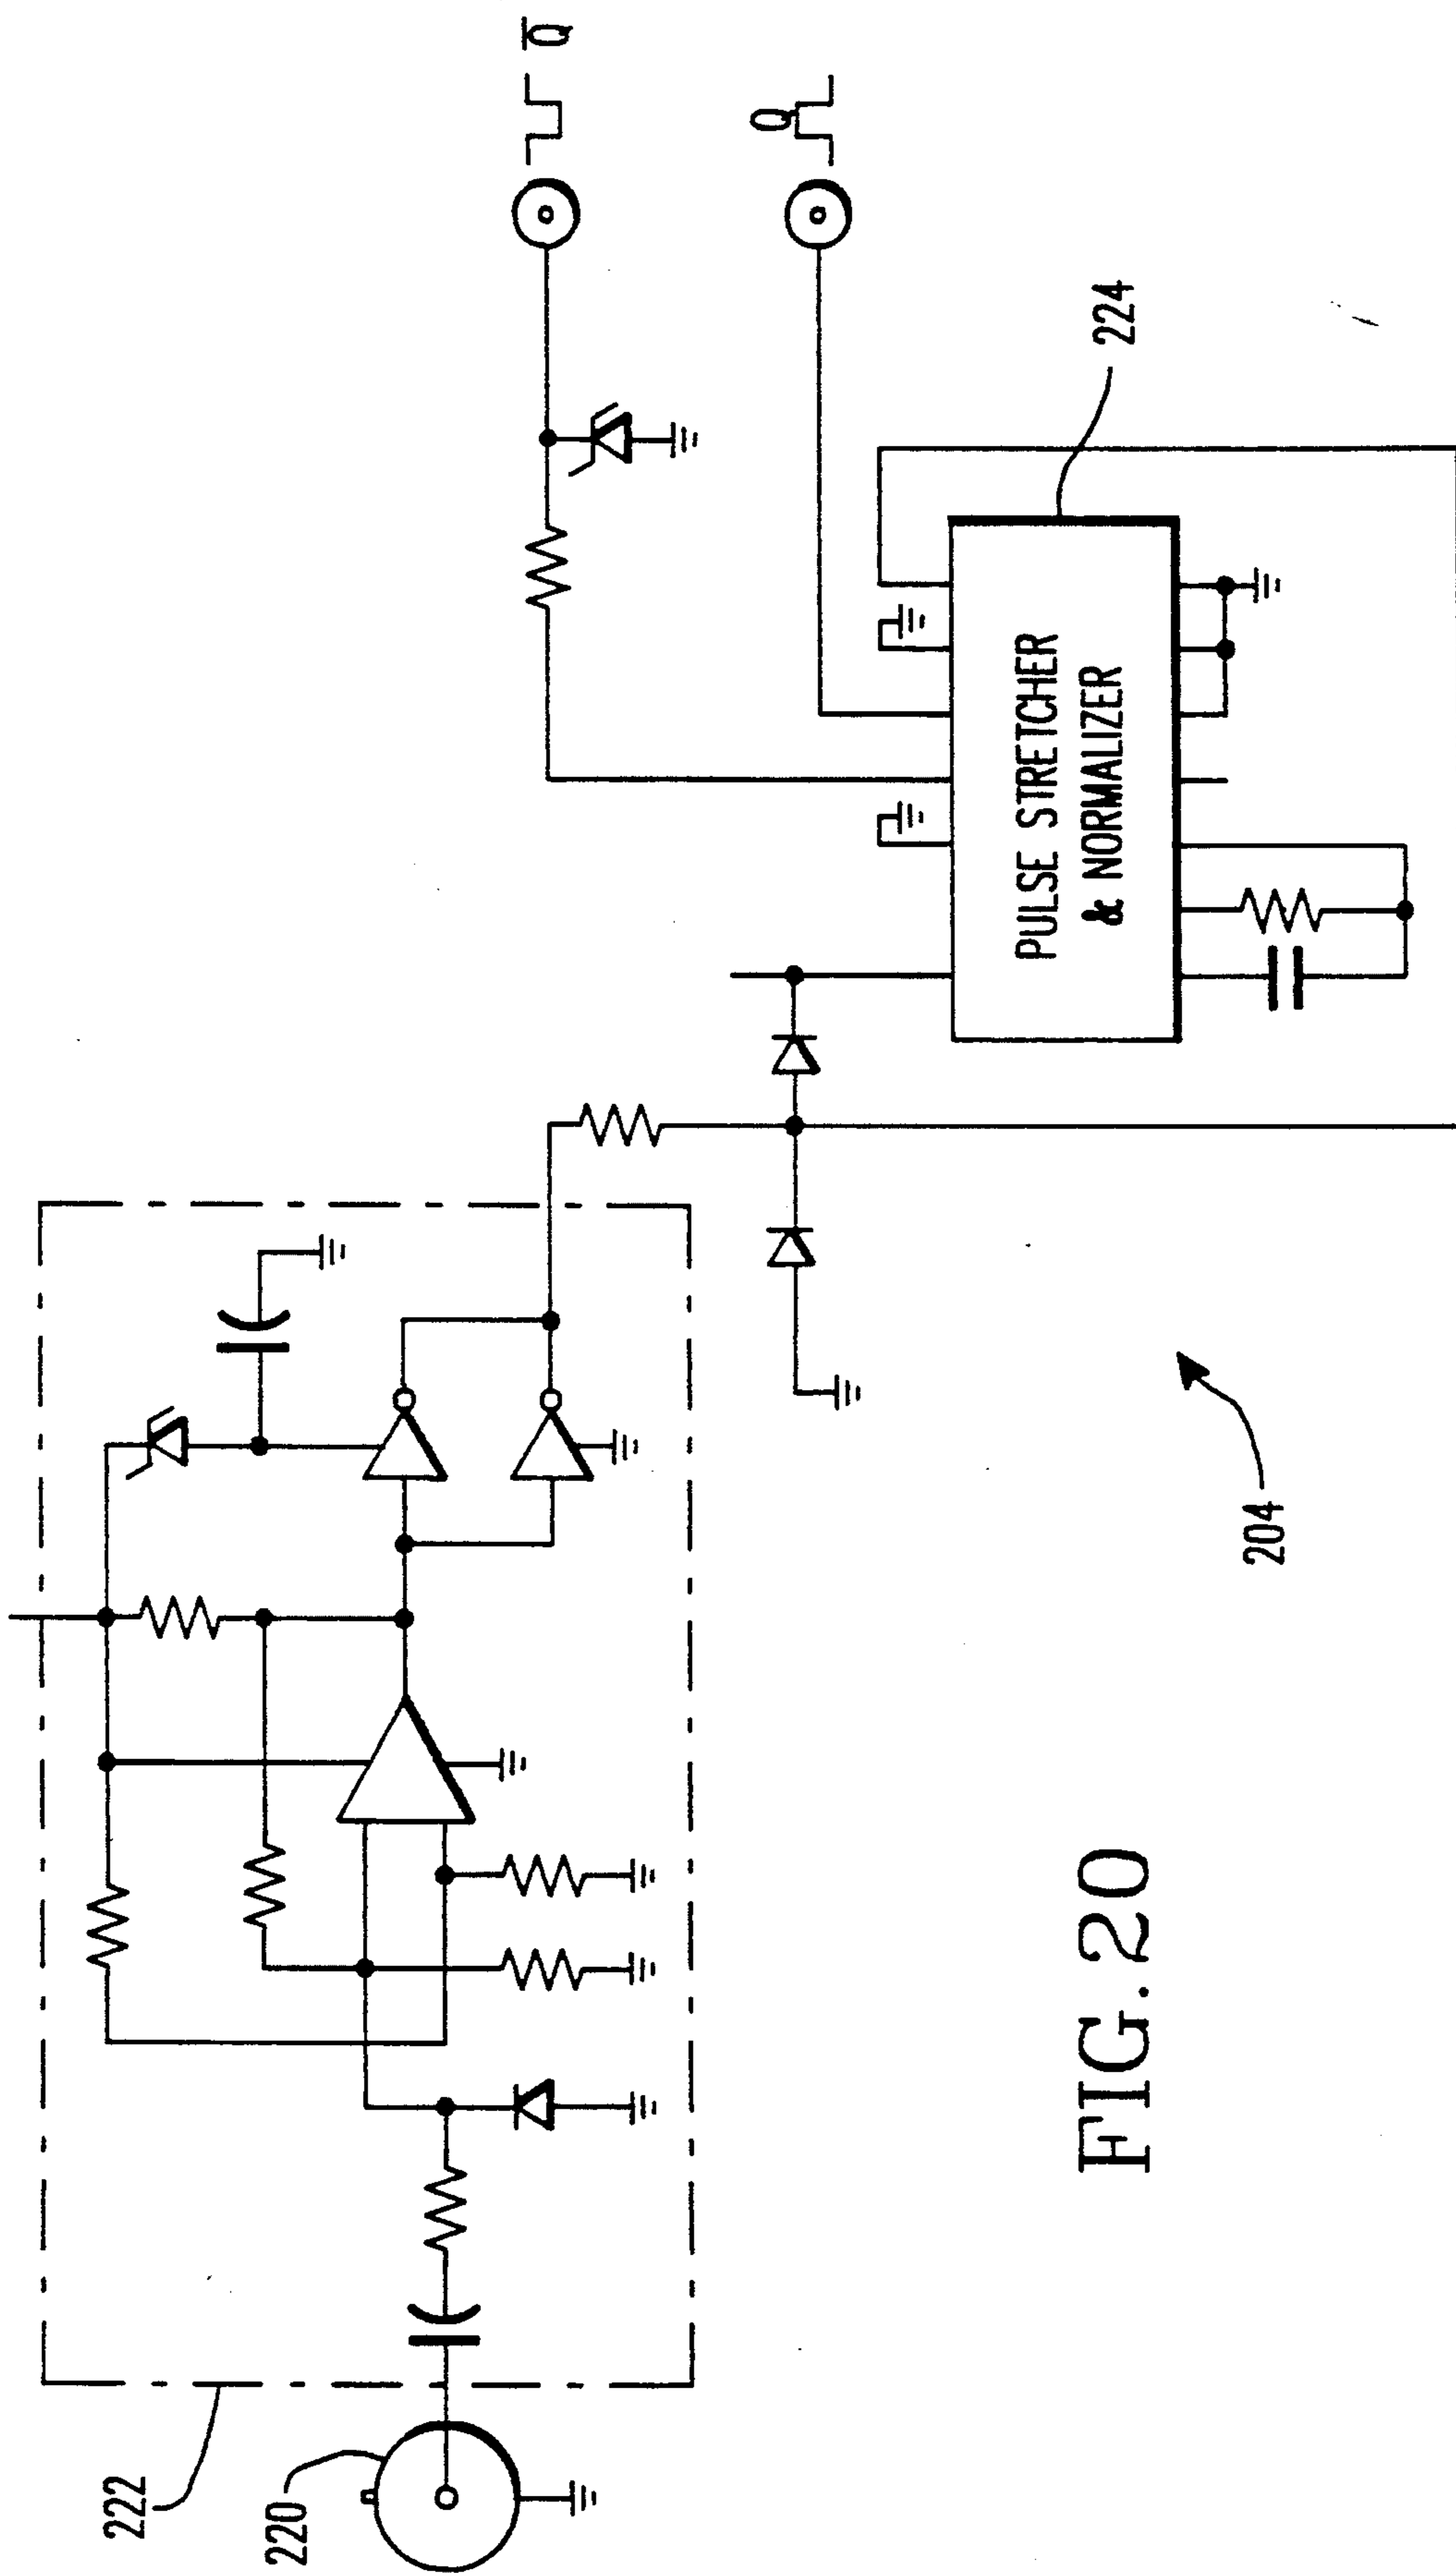 222
220
Q̅
Q
PULSE STRETCHER
& NORMALIZER
224
204
FIG. 20